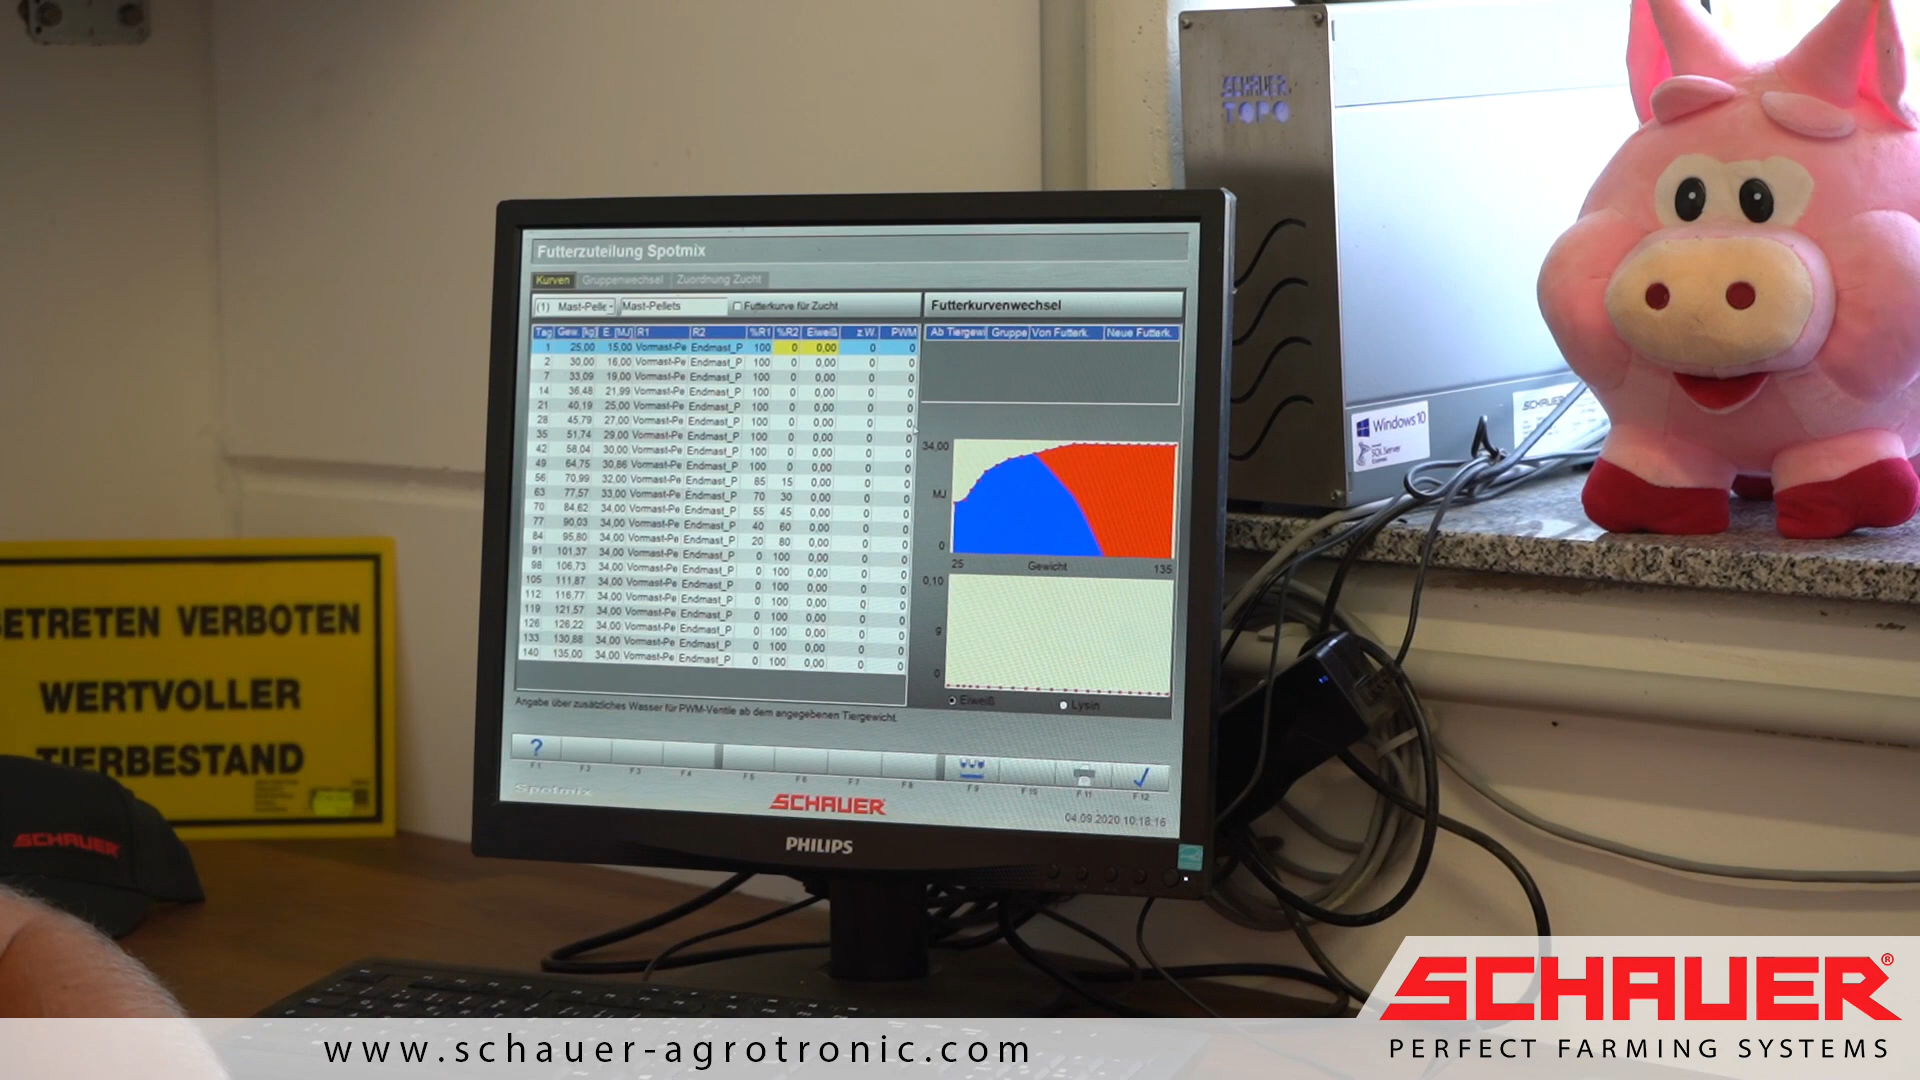 SCHAUER
TOPO
Futterzuteilung Spotmix
Kurven Gruppenwechsel Zuordnung Zucht
(1) Mast-Pelle Mast-Pellets Futterkurve für Zucht
Futterkurvenwechsel
Tag Gew. [kg] E. [MJ] R1 R2 %R1 %R2 Eiweiß z.W. PWM
1 25,00 15,00 Vormast-Pe Endmast_P 100 0 0,00 0 0
2 30,00 16,00 Vormast-Pe Endmast_P 100 0 0,00 0 0
7 33,09 19,00 Vormast-Pe Endmast_P 100 0 0,00 0 0
14 36,48 21,99 Vormast-Pe Endmast_P 100 0 0,00 0 0
21 40,19 25,00 Vormast-Pe Endmast_P 100 0 0,00 0 0
28 45,79 27,00 Vormast-Pe Endmast_P 100 0 0,00 0 0
35 51,74 29,00 Vormast-Pe Endmast_P 100 0 0,00 0 0
42 58,04 30,00 Vormast-Pe Endmast_P 100 0 0,00 0 0
49 64,75 30,86 Vormast-Pe Endmast_P 100 0 0,00 0 0
56 70,99 32,00 Vormast-Pe Endmast_P 85 15 0,00 0 0
63 77,57 33,00 Vormast-Pe Endmast_P 70 30 0,00 0 0
70 84,62 34,00 Vormast-Pe Endmast_P 55 45 0,00 0 0
77 90,03 34,00 Vormast-Pe Endmast_P 40 60 0,00 0 0
84 95,80 34,00 Vormast-Pe Endmast_P 20 80 0,00 0 0
91 101,37 34,00 Vormast-Pe Endmast_P 0 100 0,00 0 0
98 106,73 34,00 Vormast-Pe Endmast_P 0 100 0,00 0 0
105 111,87 34,00 Vormast-Pe Endmast_P 0 100 0,00 0 0
112 116,77 34,00 Vormast-Pe Endmast_P 0 100 0,00 0 0
119 121,57 34,00 Vormast-Pe Endmast_P 0 100 0,00 0 0
126 126,22 34,00 Vormast-Pe Endmast_P 0 100 0,00 0 0
133 130,88 34,00 Vormast-Pe Endmast_P 0 100 0,00 0 0
140 135,00 34,00 Vormast-Pe Endmast_P 0 100 0,00 0 0
Ab Tiergewi Gruppe Von Futterk. Neue Futterk.
34,00
MJ
0
25 Gewicht 135
0,10
g
0
Eiweiß Lysin
Angabe über zusätzliches Wasser für PWM-Ventile ab dem angegebenen Tiergewicht.
?
F1 F2 F3 F4 F5 F6 F7 F8 F9 F10 F11 F12
Spotmix
SCHAUER
04.09.2020 10:18:16
PHILIPS
Windows 10
SQL Server
SCHAUER
BETRETEN VERBOTEN
WERTVOLLER
TIERBESTAND
SCHAUER
SCHAUER®
PERFECT FARMING SYSTEMS
www.schauer-agrotronic.com